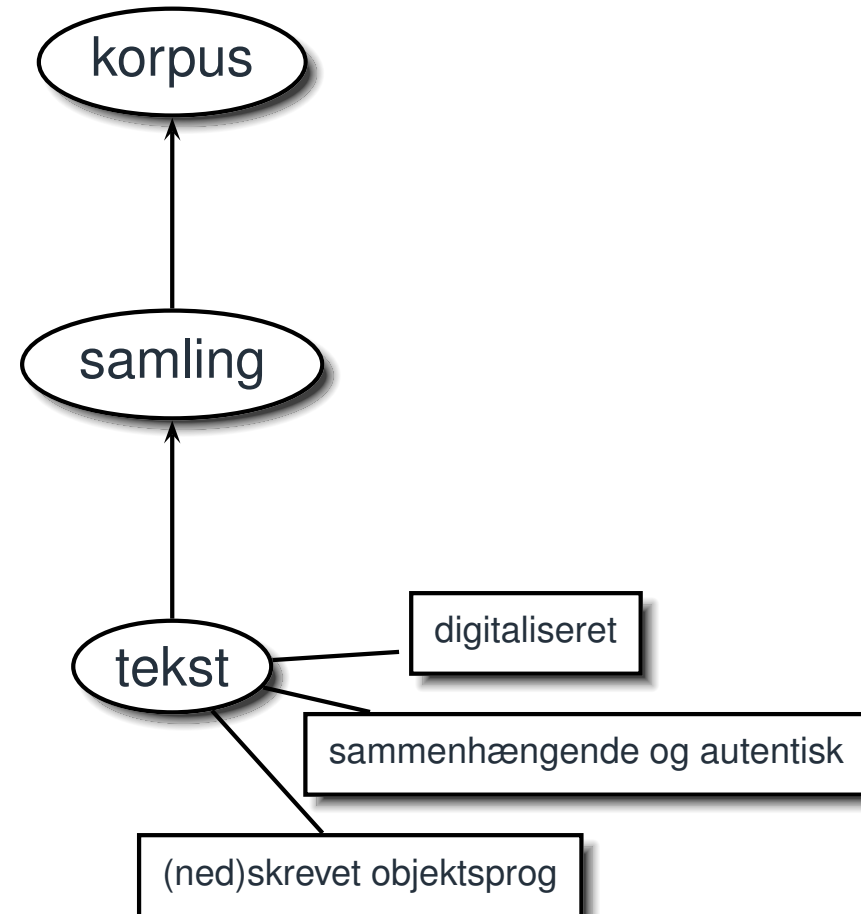 korpus
samling
tekst
digitaliseret
sammenhængende og autentisk
(ned)skrevet objektsprog